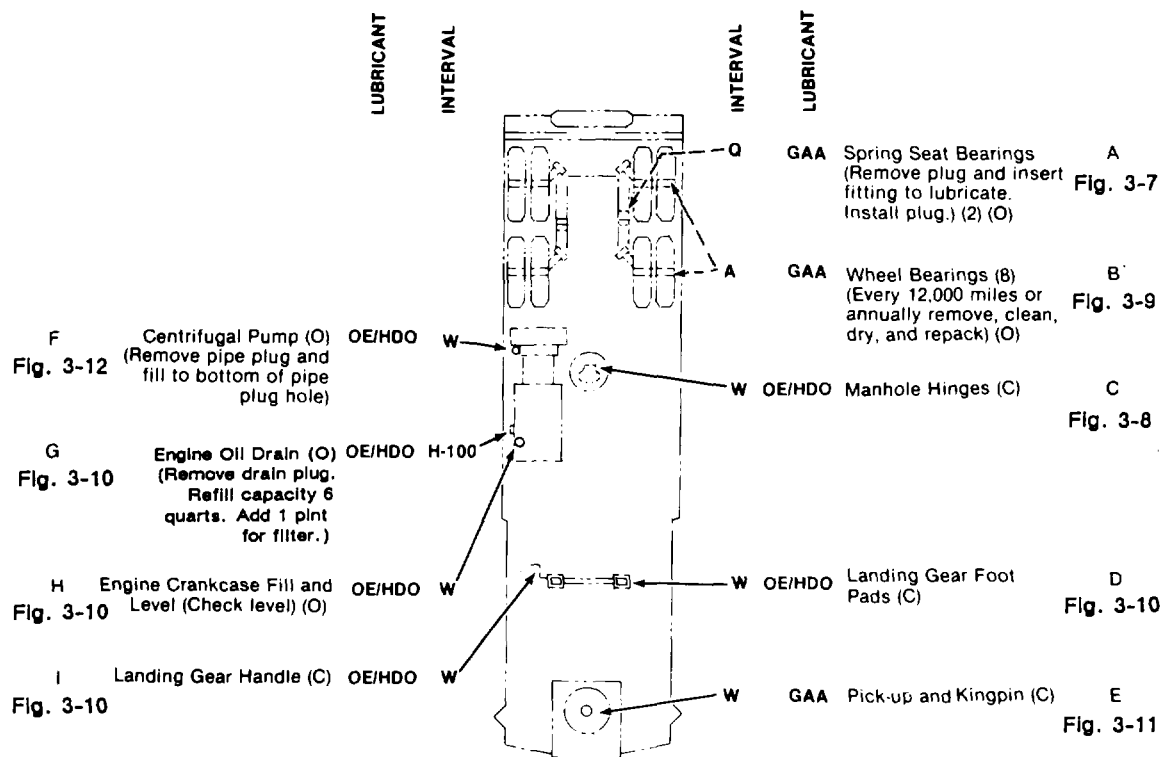 LUBRICANT
INTERVAL
INTERVAL
LUBRICANT
Q GAA Spring Seat Bearings A
(Remove plug and insert Fig. 3-7
fitting to lubricate.
Install plug.) (2) (O)
A GAA Wheel Bearings (8) B
(Every 12,000 miles or Fig. 3-9
annually remove, clean,
dry, and repack) (O)
F Centrifugal Pump (O) OE/HDO W
Fig. 3-12 (Remove pipe plug and
fill to bottom of pipe
plug hole)
W OE/HDO Manhole Hinges (C) C
Fig. 3-8
G Engine Oil Drain (O) OE/HDO H-100
Fig. 3-10 (Remove drain plug.
Refill capacity 6
quarts. Add 1 pint
for filter.)
H Engine Crankcase Fill and OE/HDO W
Fig. 3-10 Level (Check level) (O)
W OE/HDO Landing Gear Foot D
Pads (C) Fig. 3-10
I Landing Gear Handle (C) OE/HDO W
Fig. 3-10
W GAA Pick-up and Kingpin (C) E
Fig. 3-11